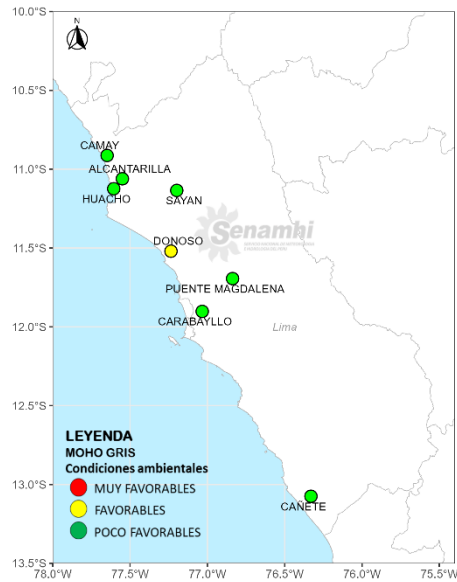 10.0°S
N
10.5°S
CAMAY
11.0°S
ALCANTARILLA
HUACHO
SAYAN
Senamhi
DONOSO
11.5°S
PUENTE MAGDALENA
CARABAYLLO
12.0°S
Lima
12.5°S
LEYENDA
MOHO GRIS
Condiciones ambientales
MUY FAVORABLES
FAVORABLES
POCO FAVORABLES
13.0°S
CAÑETE
13.5°S
78.0°W
77.5°W
77.0°W
76.5°W
76.0°W
75.5°W